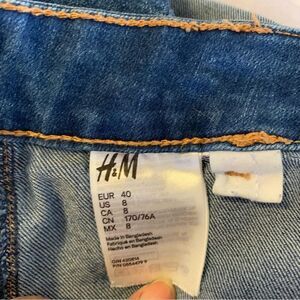 H&M
EUR 40
US 8
CA 8
CN 170/76A
MX 8
Made in Bangladesh
Fabriqué en Bangladesh
Hecho en Bangladesh